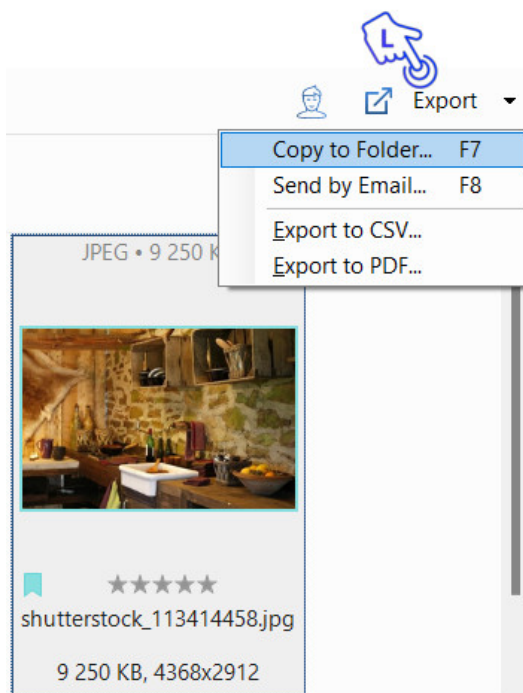 L
Export
Copy to Folder... F7
Send by Email... F8
Export to CSV...
Export to PDF...
JPEG • 9 250 K
shutterstock_113414458.jpg
9 250 KB, 4368x2912